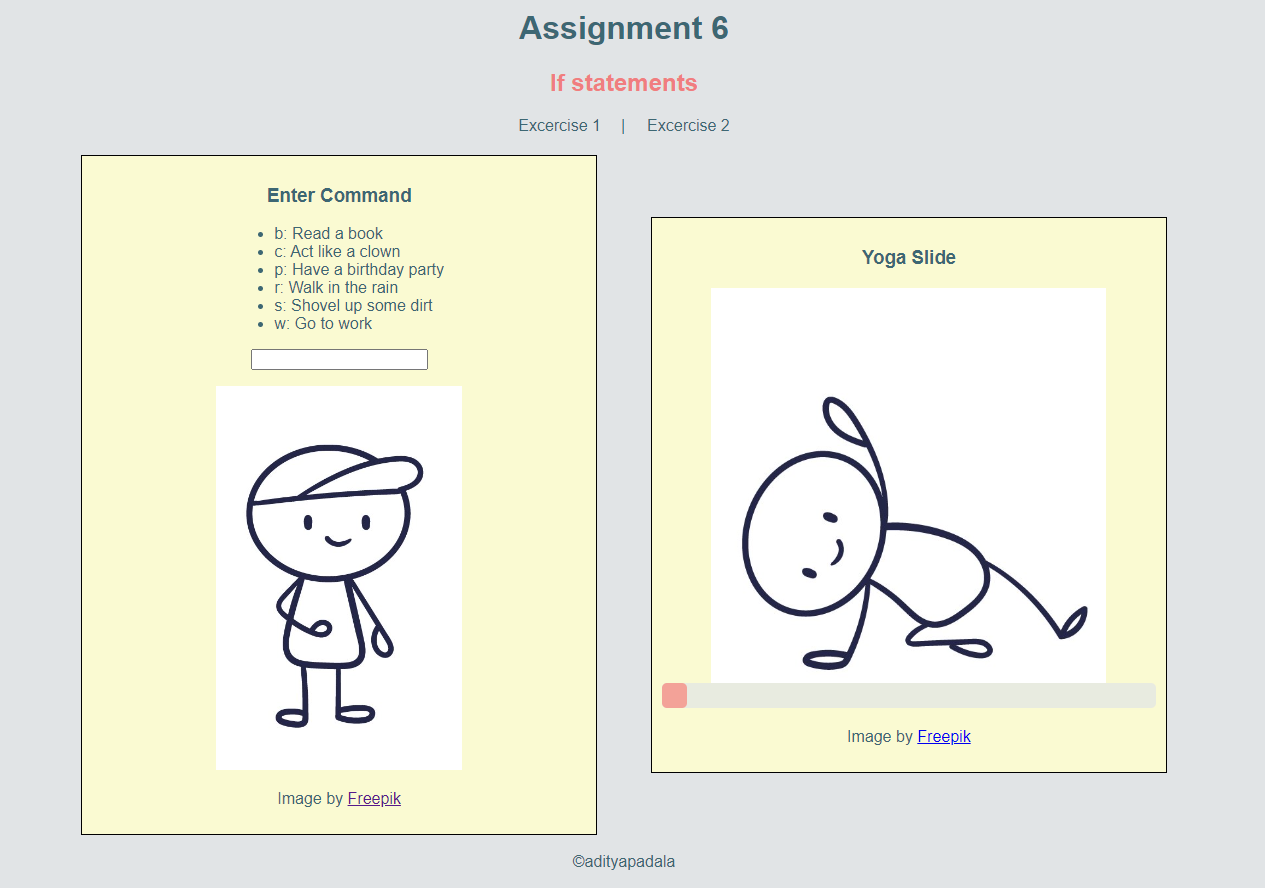 Assignment 6
If statements
Excercise 1 | Excercise 2
Enter Command
b: Read a book
c: Act like a clown
p: Have a birthday party
r: Walk in the rain
s: Shovel up some dirt
w: Go to work
Image by Freepik
Yoga Slide
Image by Freepik
©adityapadala